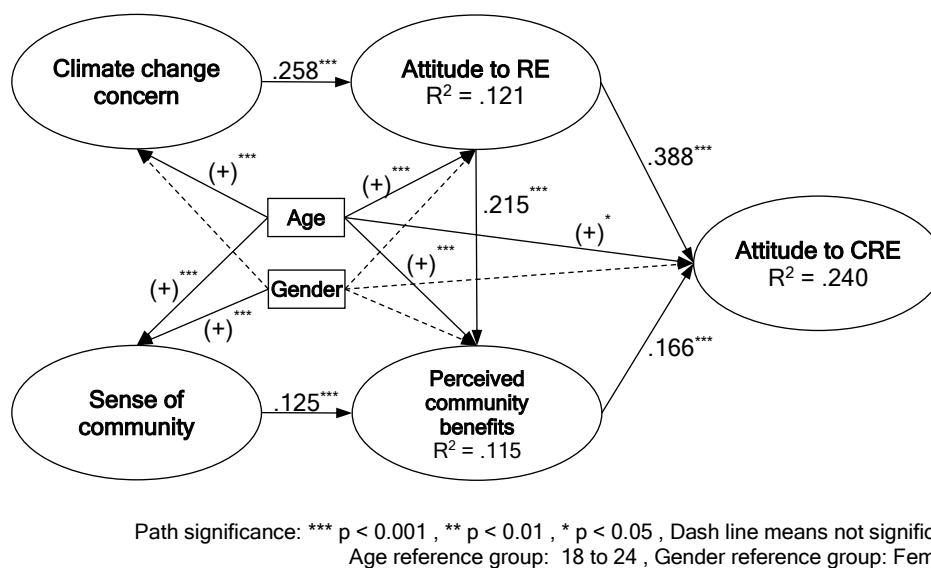 Climate change
concern
.258***
Attitude to RE
R² = .121
(+)***
(+)***
.388***
Age
.215***
(+)*
Attitude to CRE
R² = .240
(+)***
(+)***
Gender
(+)***
.166***
Sense of
community
.125***
Perceived
community
benefits
R² = .115
Path significance: *** p < 0.001 , ** p < 0.01 , * p < 0.05 , Dash line means not
Age reference group: 18 to 24 , Gender reference group: